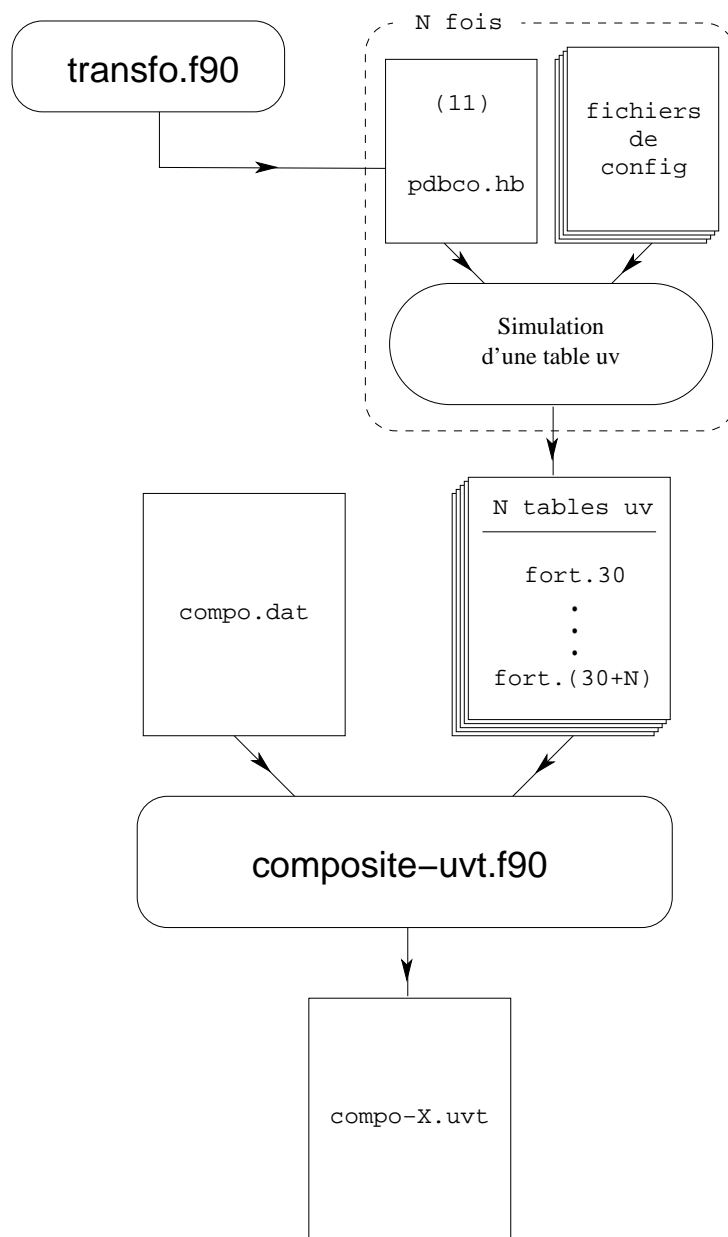 N fois
transfo.f90
(11)
pdbco.hb
fichiers
de
config
Simulation
d'une table uv
N tables uv
fort.30
.
.
.
fort.(30+N)
compo.dat
composite−uvt.f90
compo−X.uvt